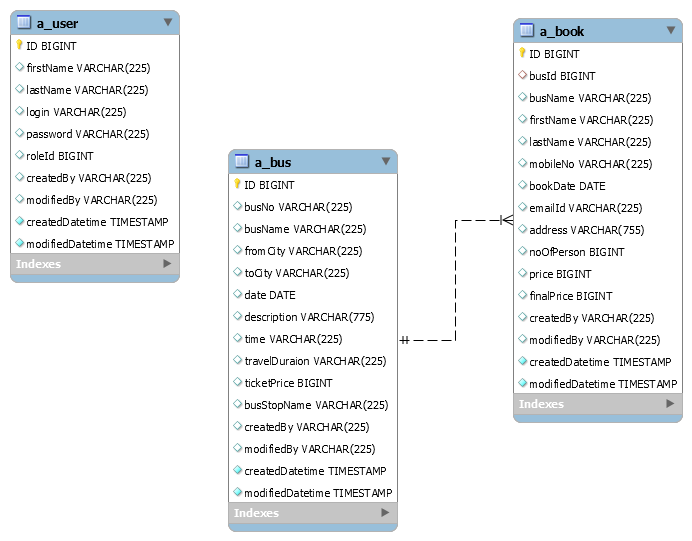 a_user
ID BIGINT
firstName VARCHAR(225)
lastName VARCHAR(225)
login VARCHAR(225)
password VARCHAR(225)
roleId BIGINT
createdBy VARCHAR(225)
modifiedBy VARCHAR(225)
createdDatetime TIMESTAMP
modifiedDatetime TIMESTAMP
Indexes
a_bus
ID BIGINT
busNo VARCHAR(225)
busName VARCHAR(225)
fromCity VARCHAR(225)
toCity VARCHAR(225)
date DATE
description VARCHAR(775)
time VARCHAR(225)
travelDuraion VARCHAR(225)
ticketPrice BIGINT
busStopName VARCHAR(225)
createdBy VARCHAR(225)
modifiedBy VARCHAR(225)
createdDatetime TIMESTAMP
modifiedDatetime TIMESTAMP
Indexes
a_book
ID BIGINT
busId BIGINT
busName VARCHAR(225)
firstName VARCHAR(225)
lastName VARCHAR(225)
mobileNo VARCHAR(225)
bookDate DATE
emailId VARCHAR(225)
address VARCHAR(755)
noOfPerson BIGINT
price BIGINT
finalPrice BIGINT
createdBy VARCHAR(225)
modifiedBy VARCHAR(225)
createdDatetime TIMESTAMP
modifiedDatetime TIMESTAMP
Indexes